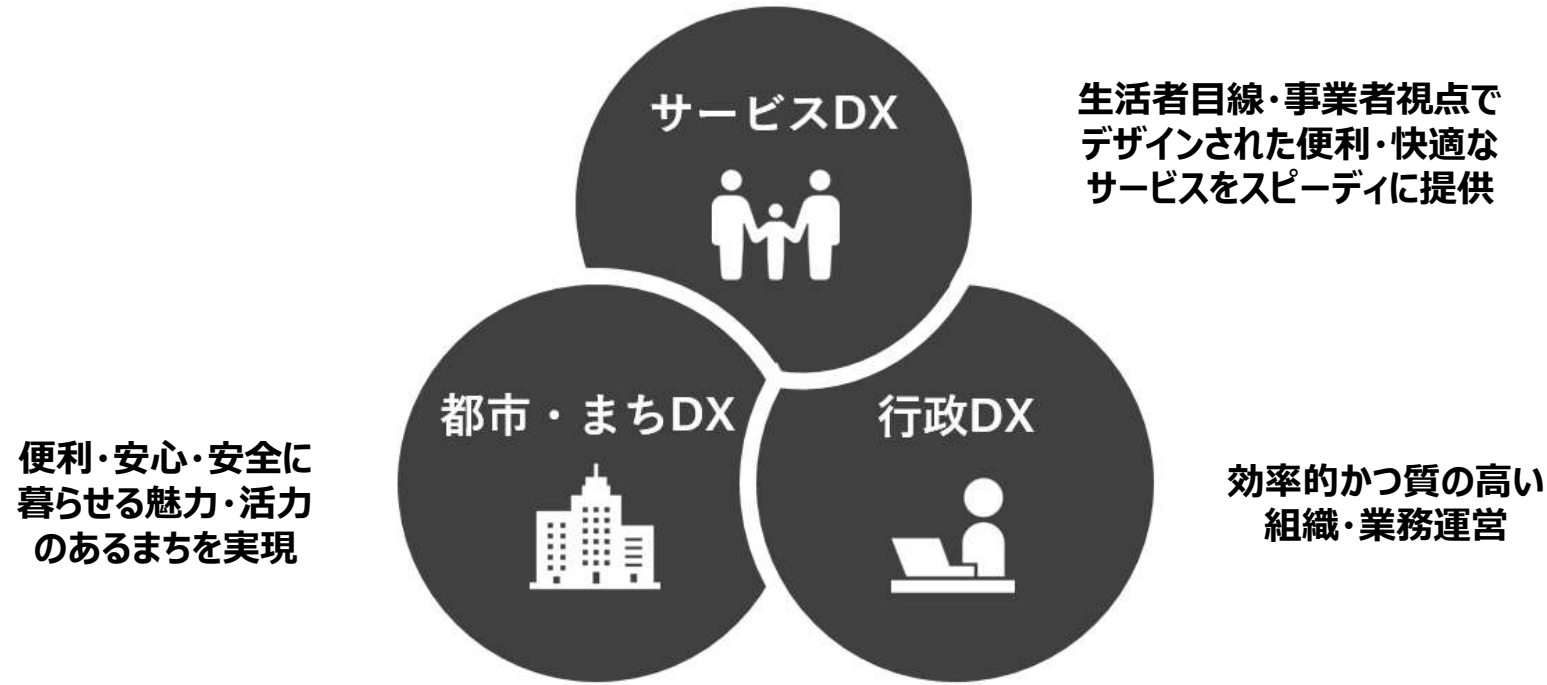 サービスDX
生活者目線・事業者視点で
デザインされた便利・快適な
サービスをスピーディに提供
都市・まちDX
便利・安心・安全に
暮らせる魅力・活力
のあるまちを実現
行政DX
効率的かつ質の高い
組織・業務運営